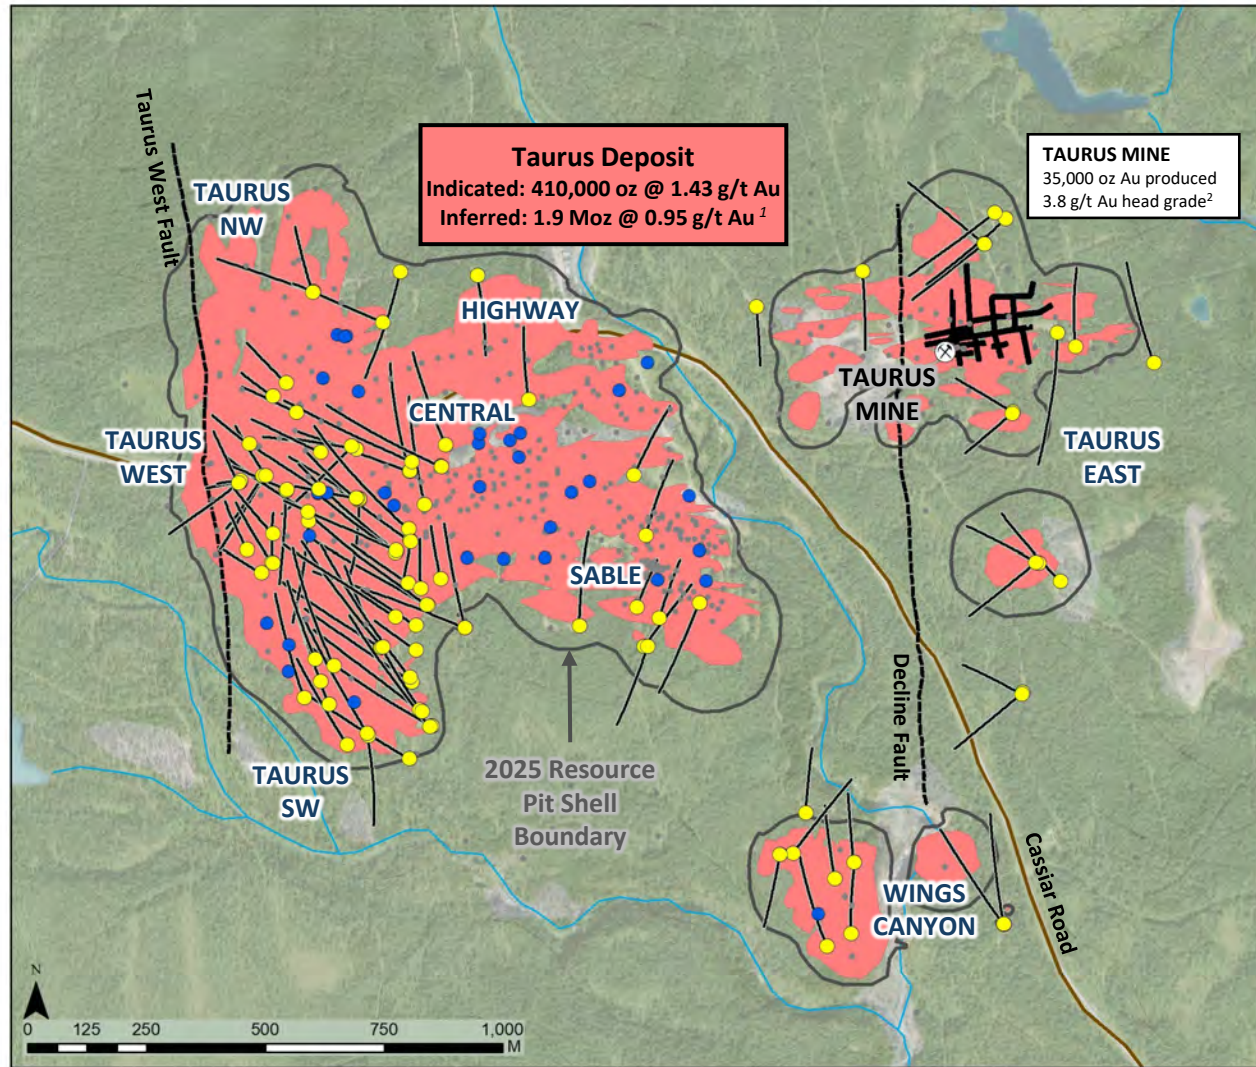 Taurus West Fault
TAURUS
NW
Taurus Deposit
Indicated: 410,000 oz @ 1.43 g/t Au
Inferred: 1.9 Moz @ 0.95 g/t Au 1
TAURUS MINE
35,000 oz Au produced
3.8 g/t Au head grade2
HIGHWAY
CENTRAL
TAURUS
MINE
TAURUS
WEST
TAURUS
EAST
SABLE
Decline Fault
TAURUS
SW
2025 Resource
Pit Shell
Boundary
WINGS
CANYON
Cassiar Road
N
0 125 250 500 750 1,000
M